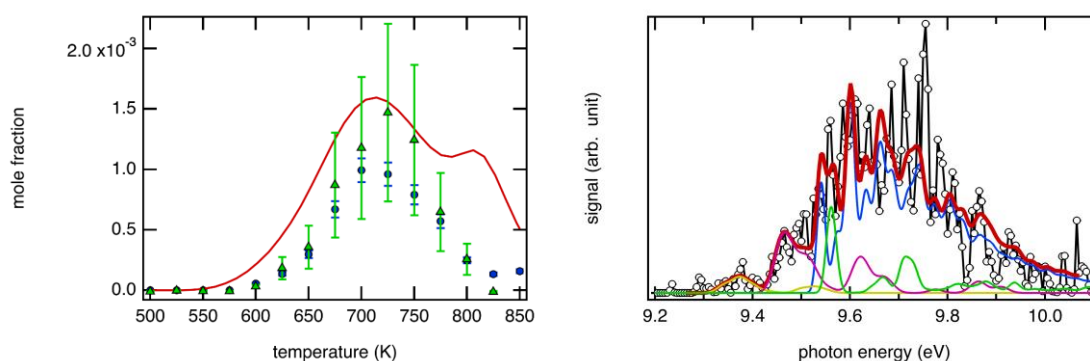 mole fraction
2.0 x10⁻³
1.5
1.0
0.5
0.0
500 550 600 650 700 750 800 850
temperature (K)
signal (arb. unit)
9.2 9.4 9.6 9.8 10.0
photon energy (eV)